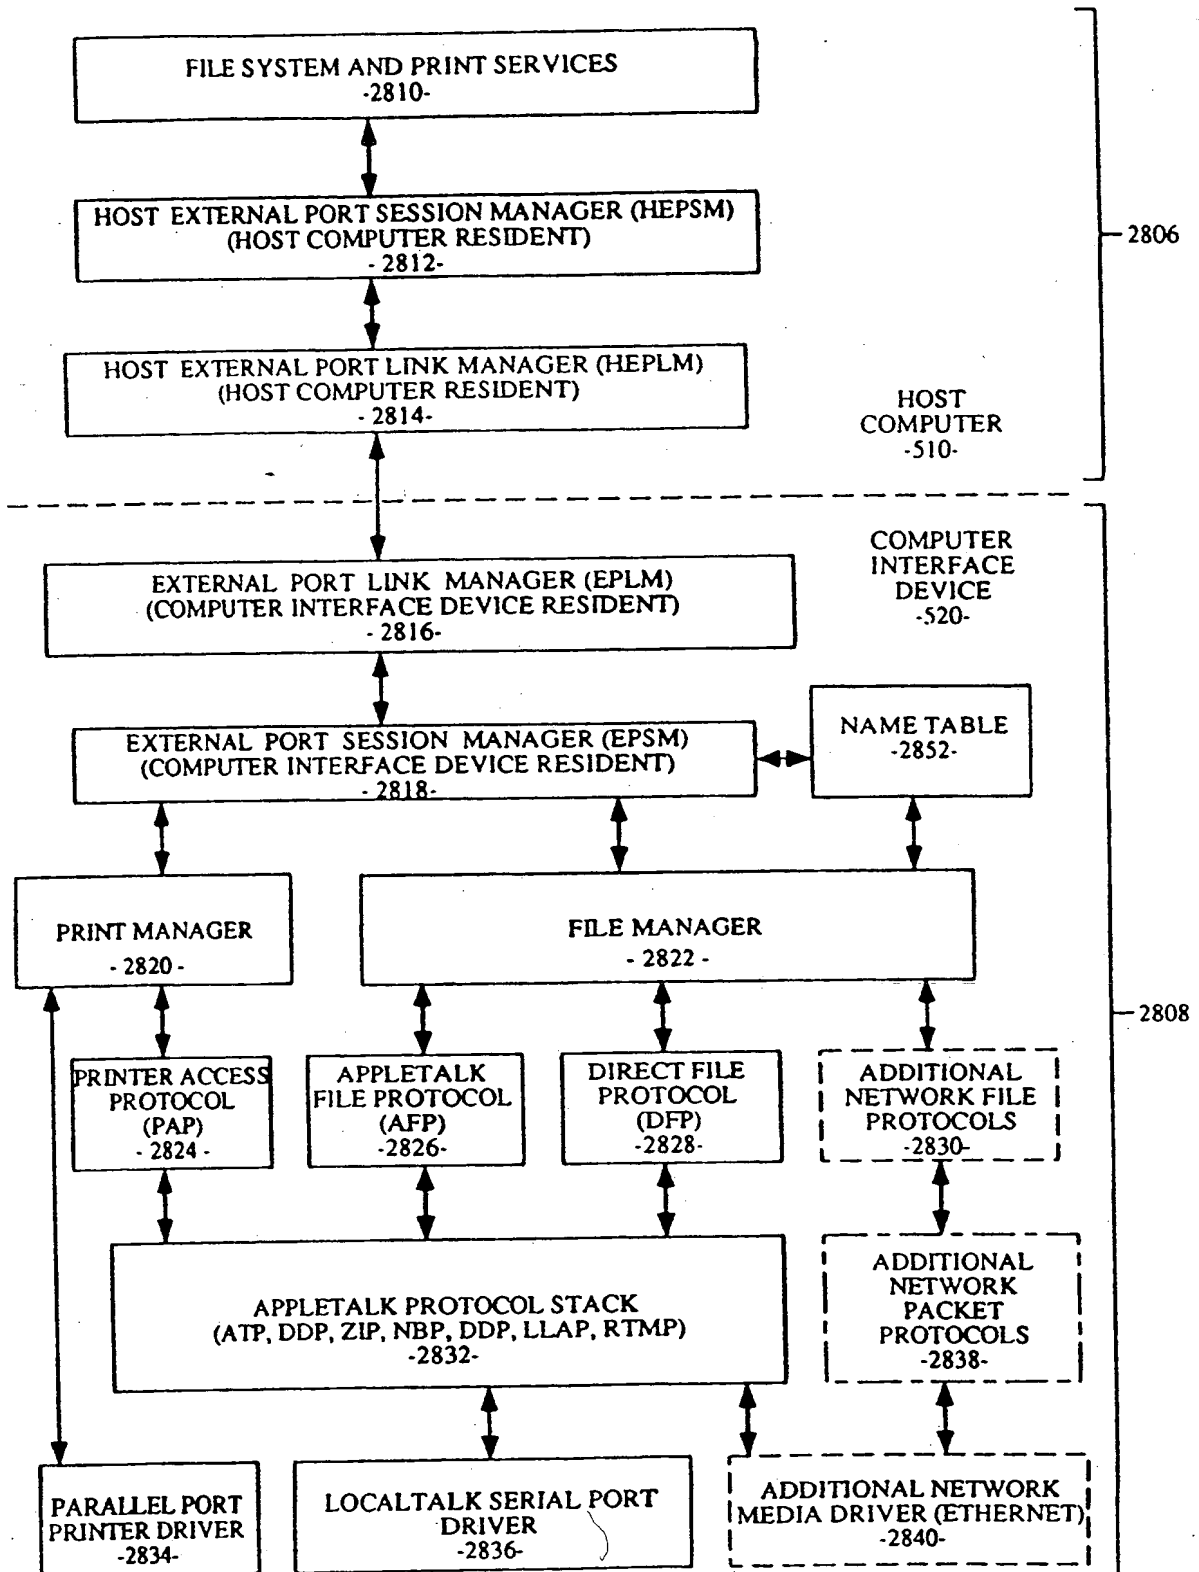 FILE SYSTEM AND PRINT SERVICES
-2810-
HOST EXTERNAL PORT SESSION MANAGER (HEPSM)
(HOST COMPUTER RESIDENT)
- 2812-
2806
HOST EXTERNAL PORT LINK MANAGER (HEPLM)
(HOST COMPUTER RESIDENT)
- 2814-
HOST
COMPUTER
-510-
COMPUTER
INTERFACE
DEVICE
-520-
EXTERNAL PORT LINK MANAGER (EPLM)
(COMPUTER INTERFACE DEVICE RESIDENT)
- 2816-
EXTERNAL PORT SESSION MANAGER (EPSM)
(COMPUTER INTERFACE DEVICE RESIDENT)
- 2818-
NAME TABLE
-2852-
PRINT MANAGER
- 2820 -
FILE MANAGER
- 2822 -
2808
PRINTER ACCESS
PROTOCOL
(PAP)
- 2824 -
APPLETALK
FILE PROTOCOL
(AFP)
-2826-
DIRECT FILE
PROTOCOL
(DFP)
-2828-
ADDITIONAL
NETWORK FILE
PROTOCOLS
-2830-
APPLETALK PROTOCOL STACK
(ATP, DDP, ZIP, NBP, DDP, LLAP, RTMP)
-2832-
ADDITIONAL
NETWORK
PACKET
PROTOCOLS
-2838-
PARALLEL PORT
PRINTER DRIVER
-2834-
LOCALTALK SERIAL PORT
DRIVER
-2836-
ADDITIONAL NETWORK
MEDIA DRIVER (ETHERNET)
-2840-